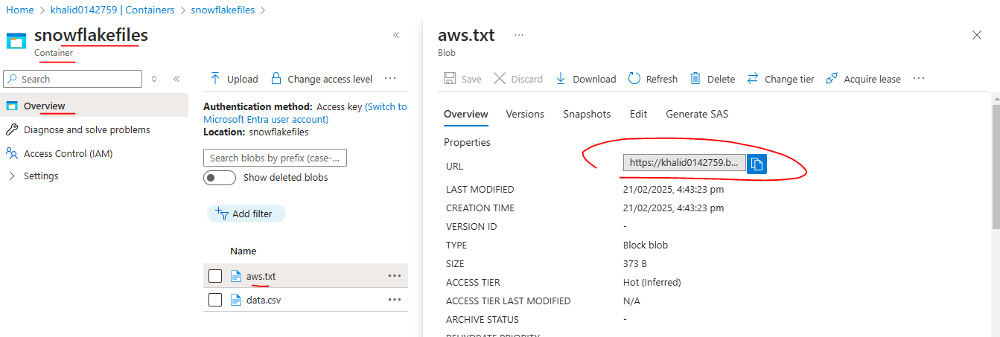 Home > khalid0142759 | Containers > snowflakefiles >
snowflakefiles
Container
Search
Overview
Diagnose and solve problems
Access Control (IAM)
Settings
Upload Change access level
Authentication method: Access key (Switch to
Microsoft Entra user account)
Location: snowflakefiles
Search blobs by prefix (case-...
Show deleted blobs
Add filter
Name
aws.txt
data.csv
aws.txt
Blob
Save Discard Download Refresh Delete Change tier Acquire lease
Overview Versions Snapshots Edit Generate SAS
Properties
URL https://khalid0142759.b...
LAST MODIFIED 21/02/2025, 4:43:23 pm
CREATION TIME 21/02/2025, 4:43:23 pm
VERSION ID -
TYPE Block blob
SIZE 373 B
ACCESS TIER Hot (Inferred)
ACCESS TIER LAST MODIFIED N/A
ARCHIVE STATUS -